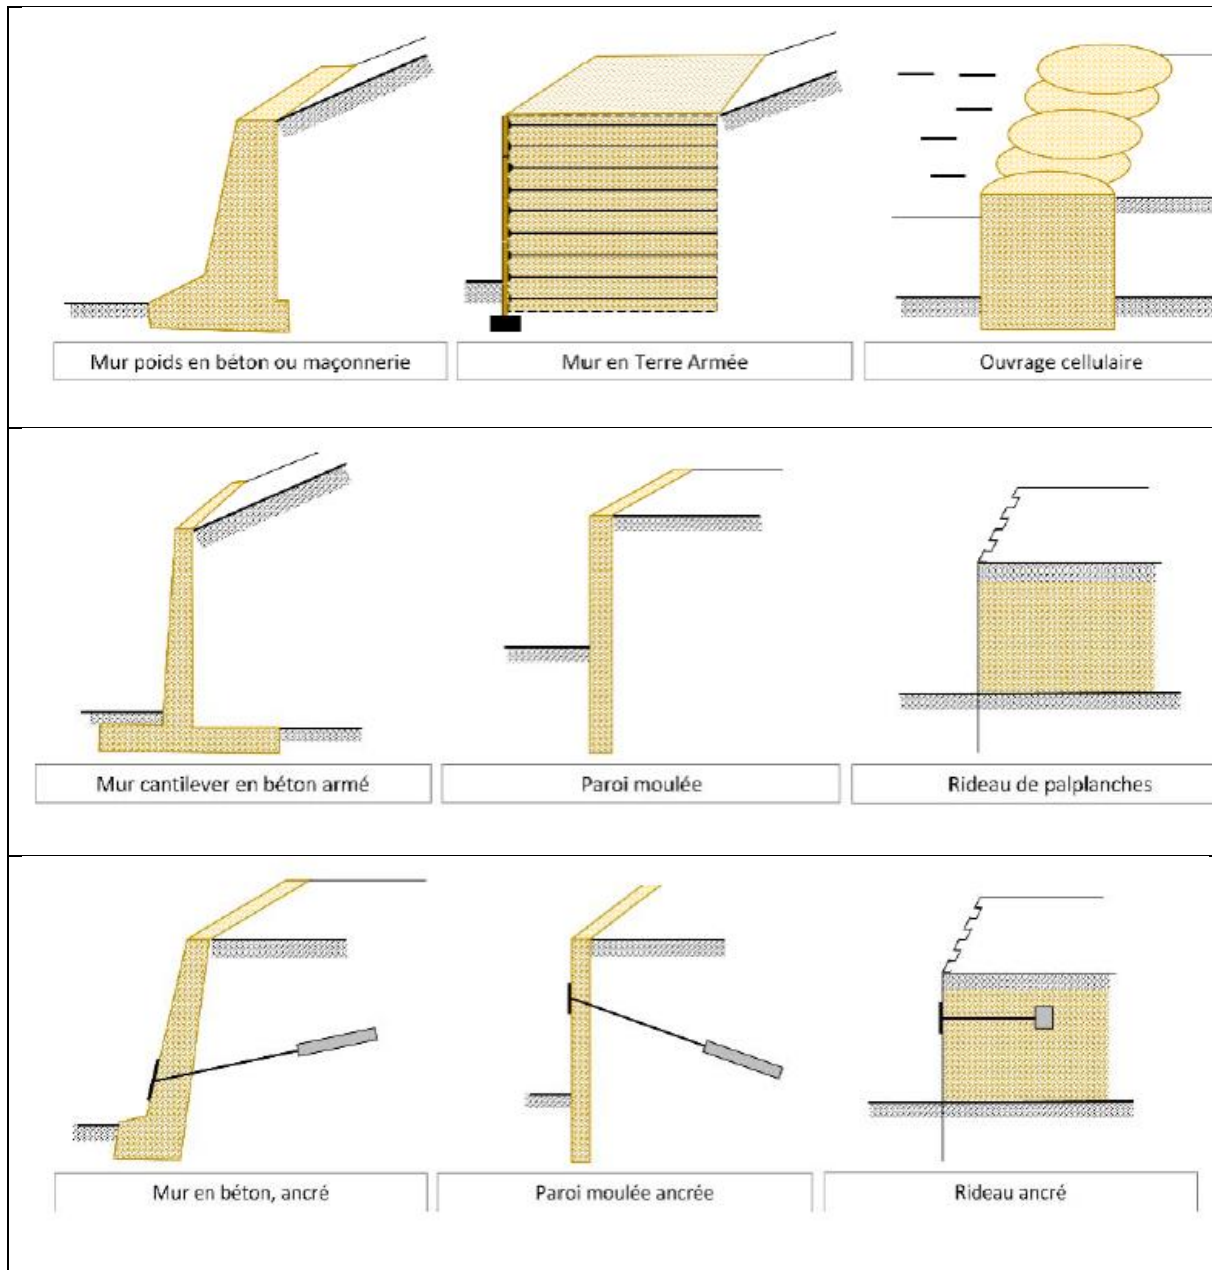 Mur poids en béton ou maçonnerie
Mur en Terre Armée
Ouvrage cellulaire
Mur cantilever en béton armé
Paroi moulée
Rideau de palplanches
Mur en béton, ancré
Paroi moulée ancrée
Rideau ancré